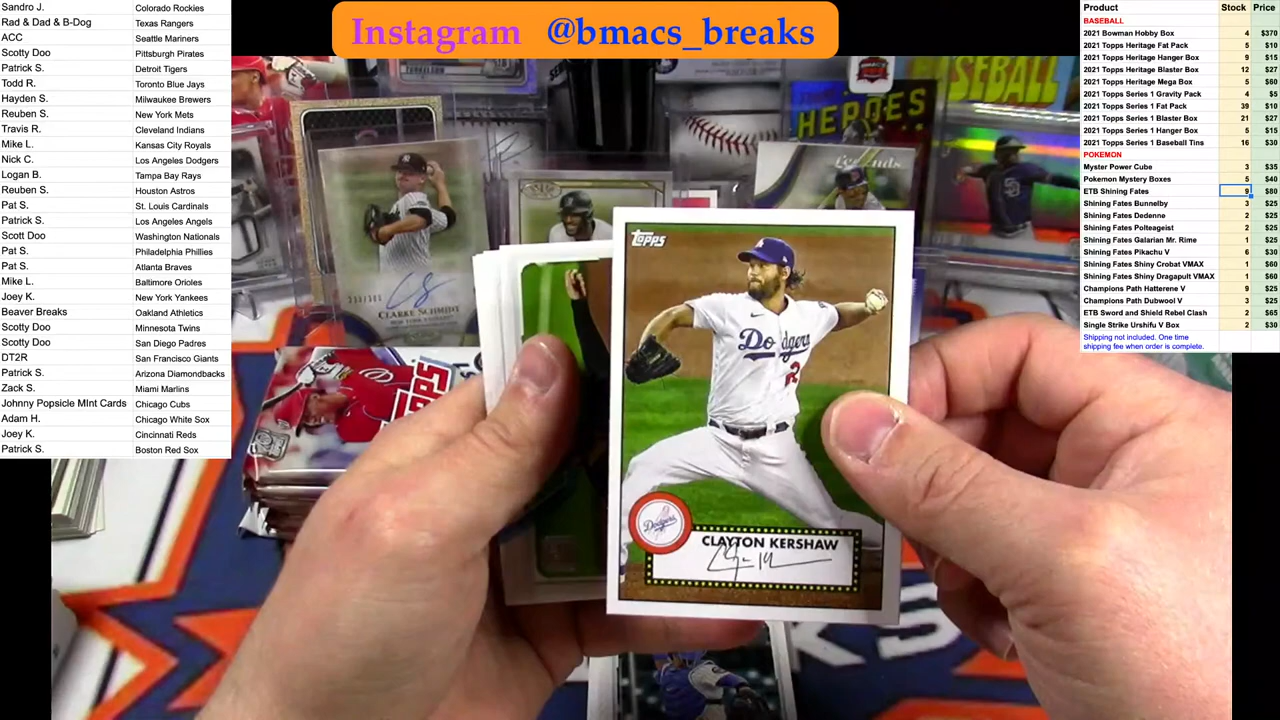 Instagram @bmacs_breaks
Sandro J. Colorado Rockies
Rad & Dad & B-Dog Texas Rangers
ACC Seattle Mariners
Scotty Doo Pittsburgh Pirates
Patrick S. Detroit Tigers
Todd R. Toronto Blue Jays
Hayden S. Milwaukee Brewers
Reuben S. New York Mets
Travis R. Cleveland Indians
Mike L. Kansas City Royals
Nick C. Los Angeles Dodgers
Logan B. Tampa Bay Rays
Reuben S. Houston Astros
Pat S. St. Louis Cardinals
Patrick S. Los Angeles Angels
Scott Doo Washington Nationals
Pat S. Philadelphia Phillies
Pat S. Atlanta Braves
Mike L. Baltimore Orioles
Joey K. New York Yankees
Beaver Breaks Oakland Athletics
Scotty Doo Minnesota Twins
Scotty Doo San Diego Padres
DT2R San Francisco Giants
Patrick S. Arizona Diamondbacks
Zack S. Miami Marlins
Johnny Popsicle MInt Cards Chicago Cubs
Adam H. Chicago White Sox
Joey K. Cincinnati Reds
Patrick S. Boston Red Sox
Product Stock Price
BASEBALL
2021 Bowman Hobby Box 4 $370
2021 Topps Heritage Fat Pack 5 $10
2021 Topps Heritage Hanger Box 9 $15
2021 Topps Heritage Blaster Box 12 $27
2021 Topps Heritage Mega Box 5 $60
2021 Topps Series 1 Gravity Pack 4 $5
2021 Topps Series 1 Fat Pack 39 $10
2021 Topps Series 1 Blaster Box 21 $27
2021 Topps Series 1 Hanger Box 5 $15
2021 Topps Series 1 Baseball Tins 16 $30
POKEMON
Myster Power Cube 3 $35
Pokemon Mystery Boxes 5 $40
ETB Shining Fates 9 $80
Shining Fates Bunnelby 3 $25
Shining Fates Dedenne 2 $25
Shining Fates Polteageist 2 $25
Shining Fates Galarian Mr. Rime 1 $25
Shining Fates Pikachu V 6 $30
Shining Fates Shiny Crobat VMAX 1 $60
Shining Fates Shiny Dragapult VMAX 1 $60
Champions Path Hatterene V 9 $25
Champions Path Dubwool V 3 $25
ETB Sword and Shield Rebel Clash 2 $65
Single Strike Urshifu V Box 2 $30
Shipping not included. One time
shipping fee when order is complete.
BASEBALL
HEROES
Legends
CLARKE SCHMIDT
TOPPS
Topps
Dodgers
2
Dodgers
CLAYTON KERSHAW